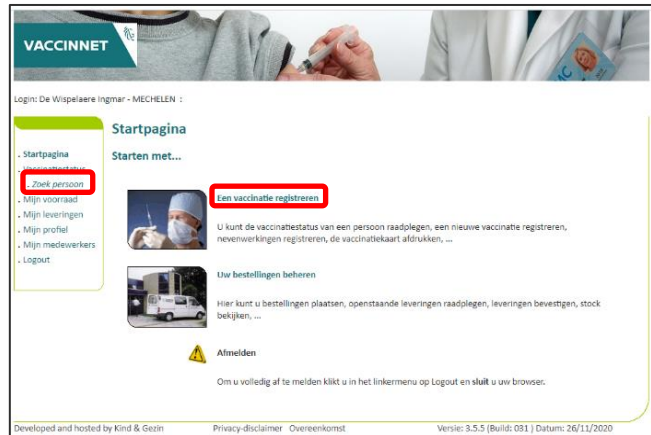 VACCINNET
Login: De Wispelaere Ingmar - MECHELEN :
Startpagina
Starten met...
. Startpagina
. Vaccinatiestatus
. Zoek persoon
. Mijn voorraad
. Mijn leveringen
. Mijn profiel
. Mijn medewerkers
. Logout
Een vaccinatie registreren
U kunt de vaccinatiestatus van een persoon raadplegen, een nieuwe vaccinatie registreren,
nevenwerkingen registreren, de vaccinatiekaart afdrukken, ...
Uw bestellingen beheren
Hier kunt u bestellingen plaatsen, openstaande leveringen raadplegen, leveringen bevestigen, stock
bekijken, ...
Afmelden
Om u volledig af te melden klikt u in het linkermenu op Logout en sluit u uw browser.
Developed and hosted by Kind & Gezin
Privacy-disclaimer Overeenkomst
Versie: 3.5.5 (Build: 031 ) Datum: 26/11/2020